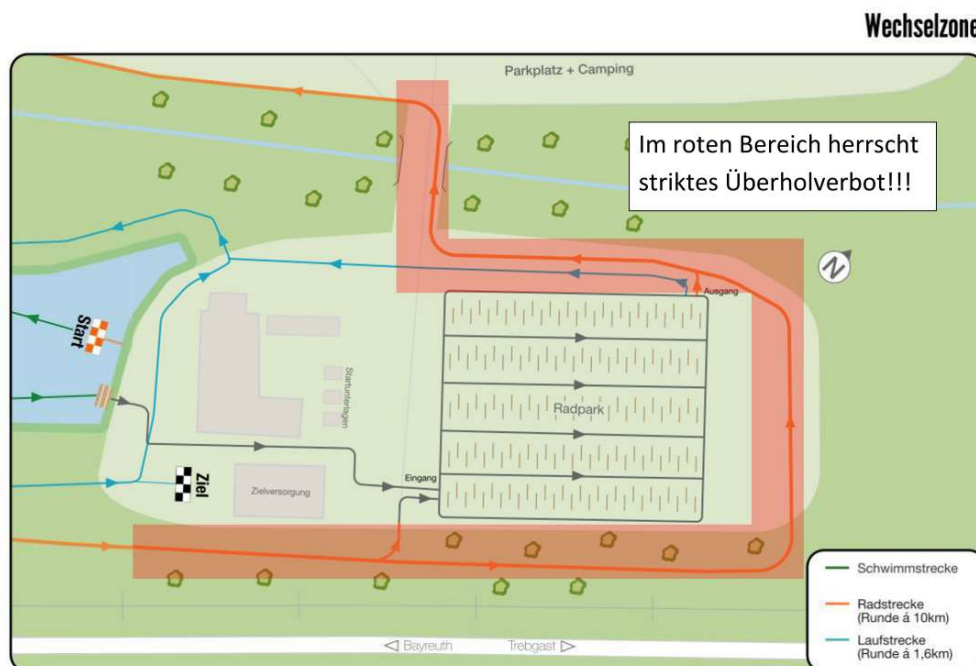 Wechselzone
Parkplatz + Camping
Im roten Bereich herrscht
striktes Überholverbot!!!
N
Ausgang
Start
Startunterlagen
Radpark
Eingang
Ziel
Zielversorgung
Schwimmstrecke
Radstrecke
(Runde á 10km)
Laufstrecke
(Runde á 1,6km)
Bayreuth
Trebgast